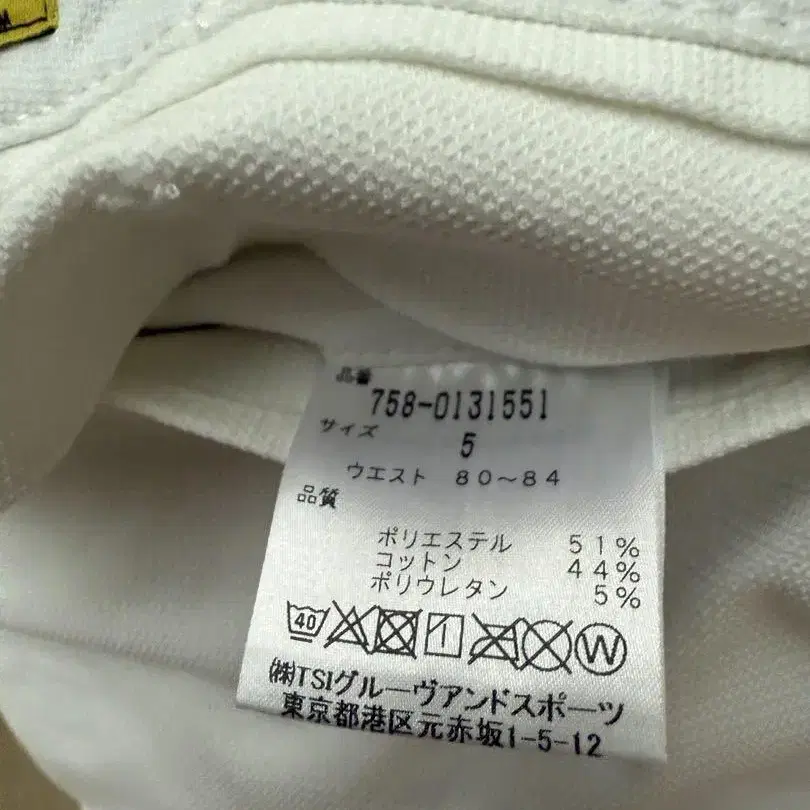 品番
758-0131551
サイズ
5
ウエスト 80～84
品質
ポリエステル 51%
コットン 44%
ポリウレタン 5%
40
W
㈱TSIグルーヴアンドスポーツ
東京都港区元赤坂1-5-12